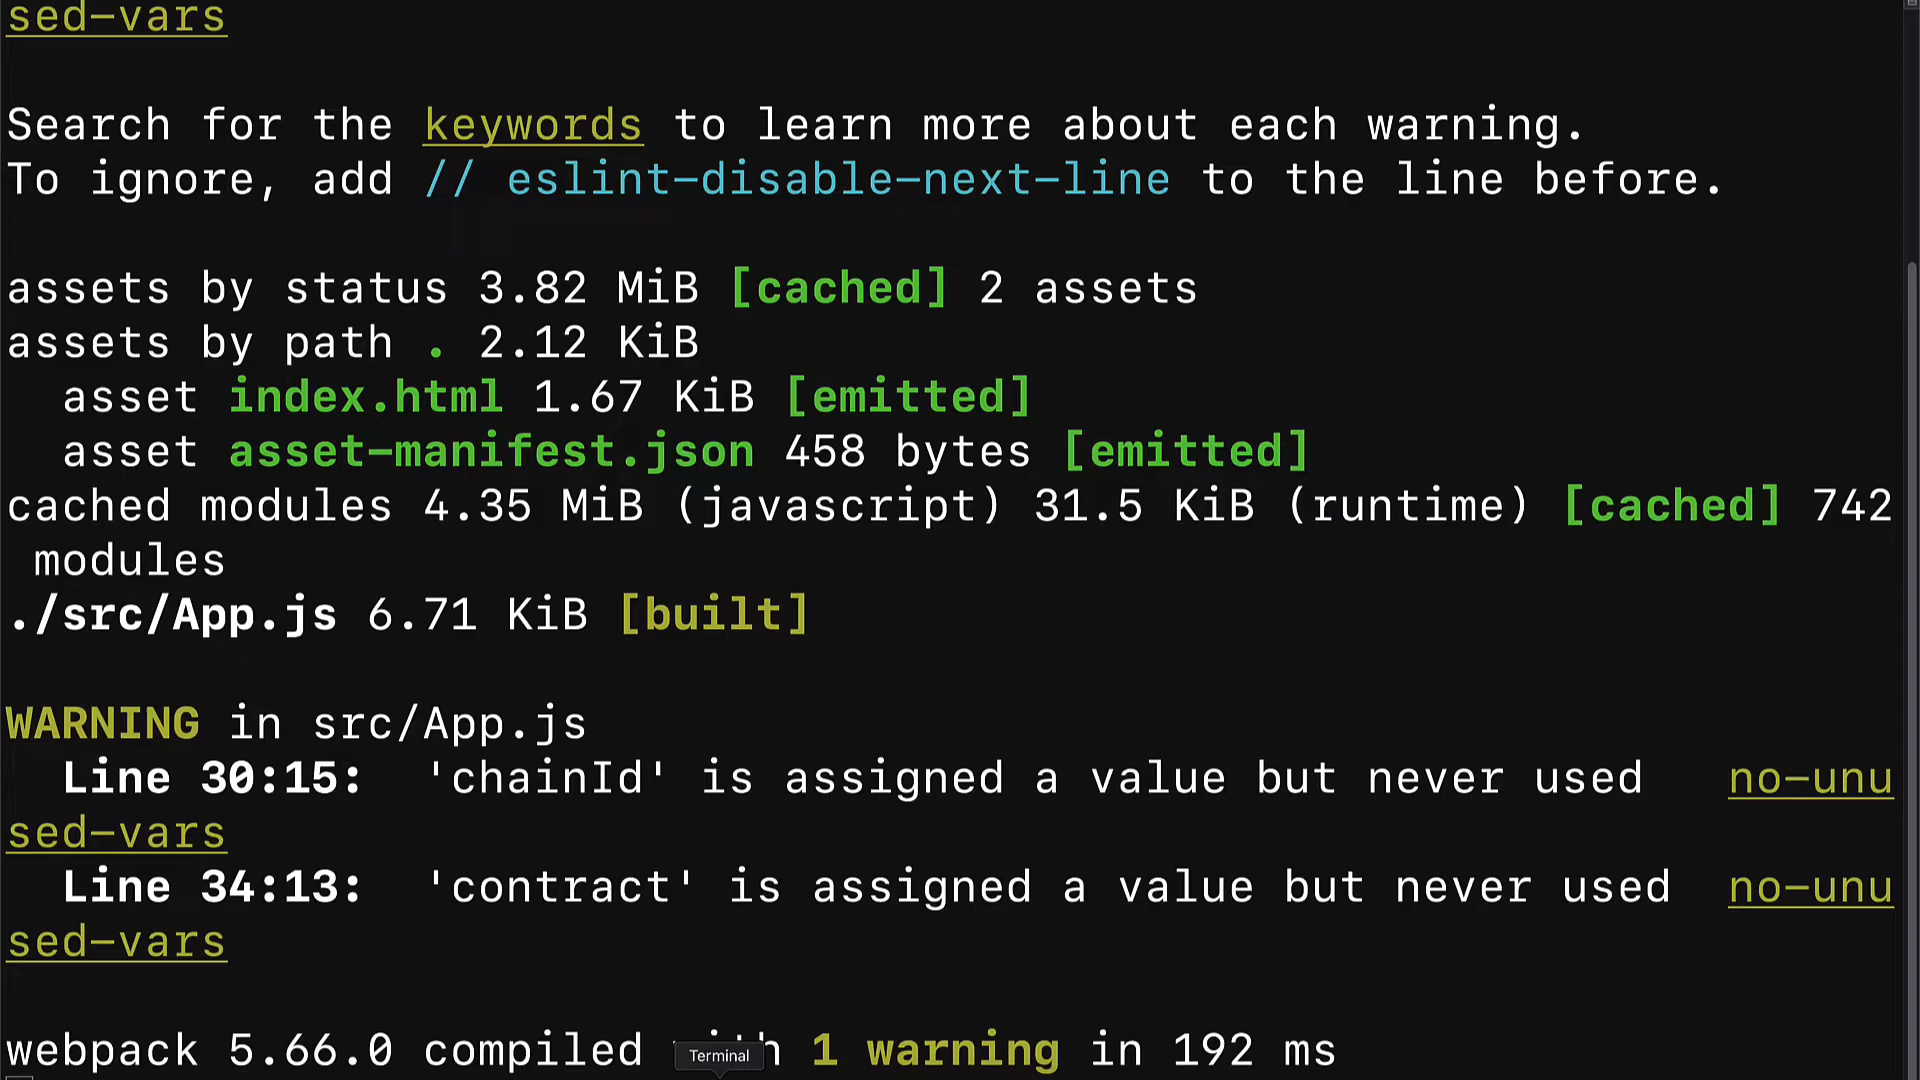 sed-vars
Search for the keywords to learn more about each warning.
To ignore, add // eslint-disable-next-line to the line before.
assets by status 3.82 MiB [cached] 2 assets
assets by path . 2.12 KiB
  asset index.html 1.67 KiB [emitted]
  asset asset-manifest.json 458 bytes [emitted]
cached modules 4.35 MiB (javascript) 31.5 KiB (runtime) [cached] 742
 modules
./src/App.js 6.71 KiB [built]
WARNING in src/App.js
  Line 30:15:  'chainId' is assigned a value but never used   no-unu
sed-vars
  Line 34:13:  'contract' is assigned a value but never used  no-unu
sed-vars
webpack 5.66.0 compiled with 1 warning in 192 ms
Terminal